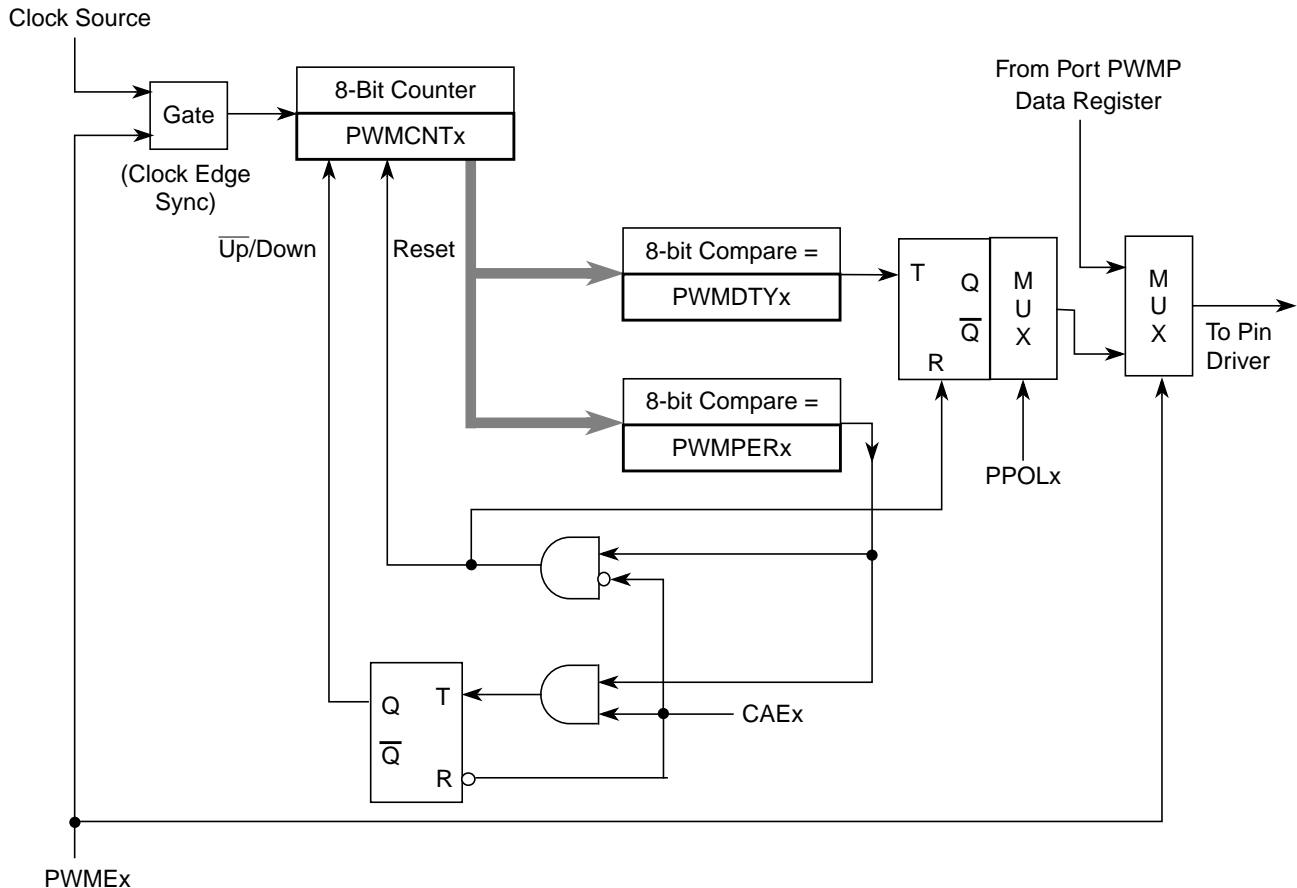 Clock Source
Gate
(Clock Edge
Sync)
8-Bit Counter
PWMCNTx
From Port PWMP
Data Register
U̅p̅/Down
Reset
8-bit Compare =
PWMDTYx
T
Q
Q̅
R
M
U
X
M
U
X
To Pin
Driver
8-bit Compare =
PWMPERx
PPOLx
Q
T
Q̅
R
CAEx
PWMEx